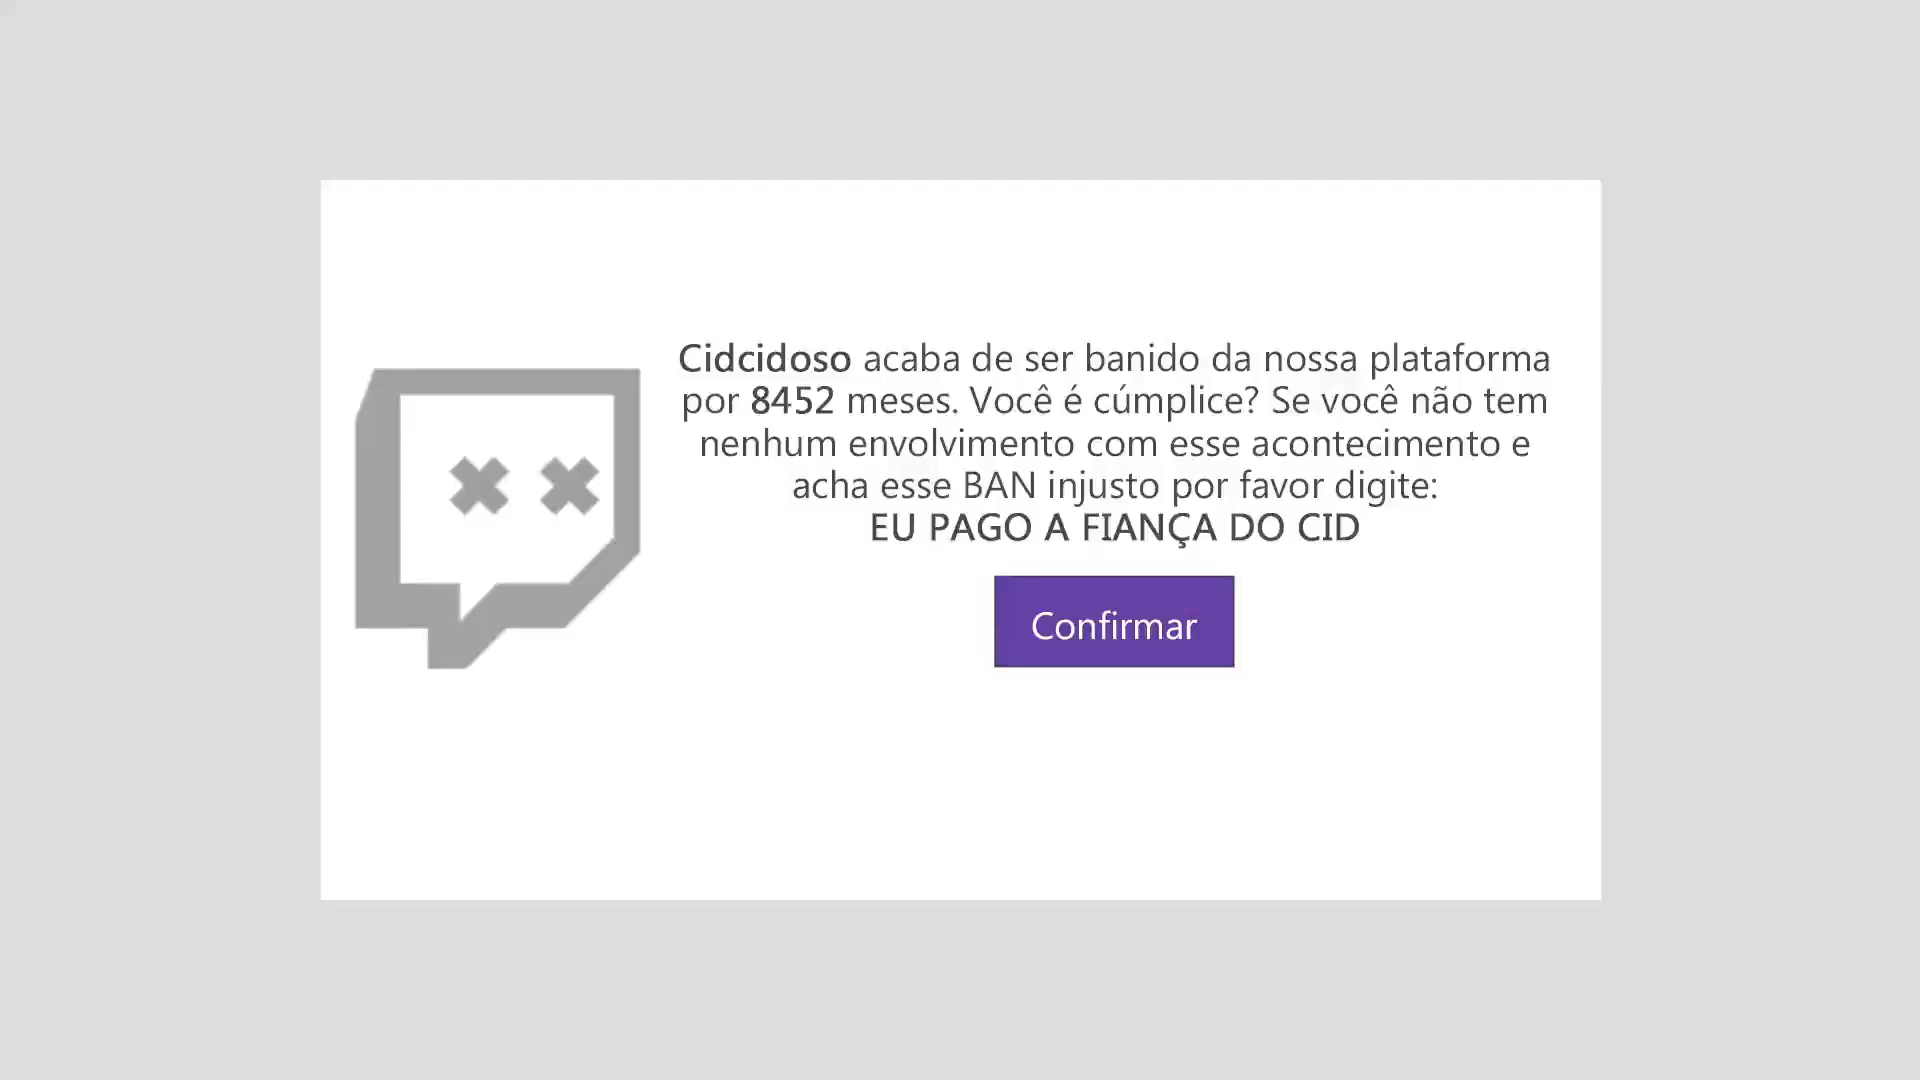 Cidcidoso acaba de ser banido da nossa plataforma
por 8452 meses. Você é cúmplice? Se você não tem
nenhum envolvimento com esse acontecimento e
acha esse BAN injusto por favor digite:
EU PAGO A FIANÇA DO CID
Confirmar